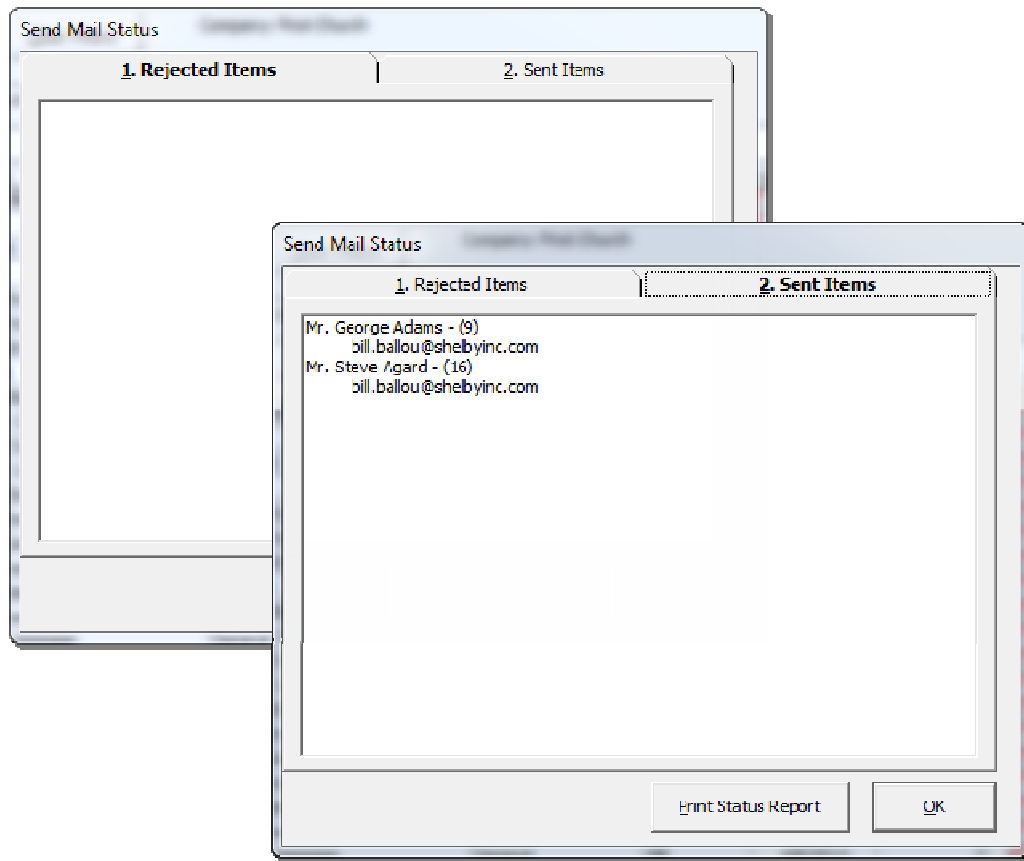 Send Mail Status
1. Rejected Items
2. Sent Items
Send Mail Status
1. Rejected Items
2. Sent Items
Mr. George Adams - (9)
bill.ballou@shelbyinc.com
Mr. Steve Agard - (16)
bill.ballou@shelbyinc.com
Print Status Report
OK